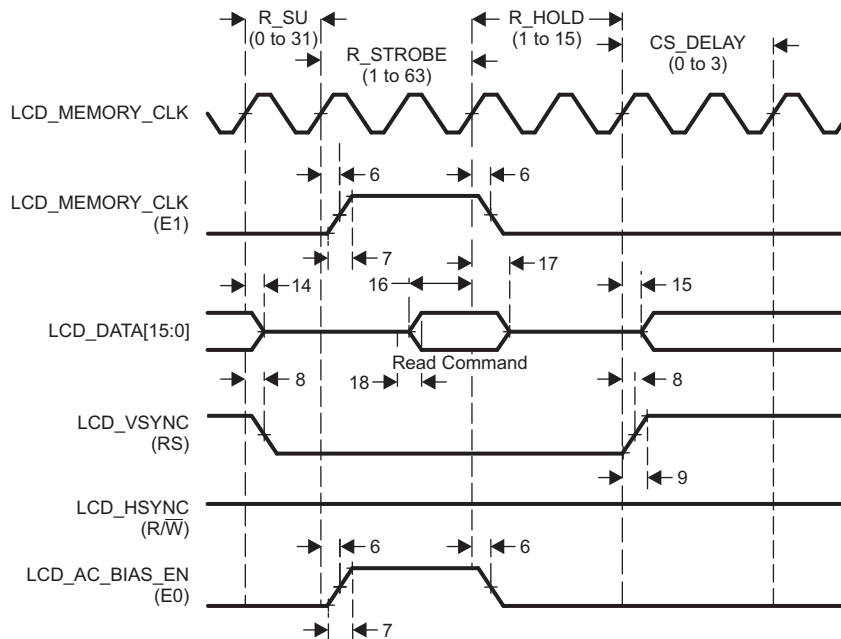 R_SU
(0 to 31)
R_HOLD
(1 to 15)
R_STROBE
(1 to 63)
CS_DELAY
(0 to 3)
LCD_MEMORY_CLK
6
6
LCD_MEMORY_CLK
(E1)
7
17
14
16
15
LCD_DATA[15:0]
Read Command
18
8
8
LCD_VSYNC
(RS)
9
LCD_HSYNC
(R/W̅)
6
6
LCD_AC_BIAS_EN
(E0)
7